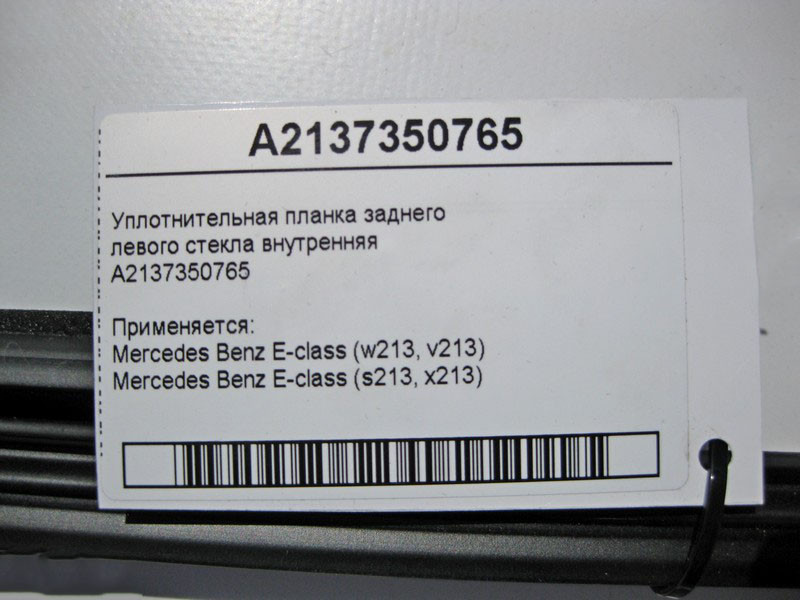 A2137350765
Уплотнительная планка заднего
левого стекла внутренняя
A2137350765
Применяется:
Mercedes Benz E-class (w213, v213)
Mercedes Benz E-class (s213, x213)